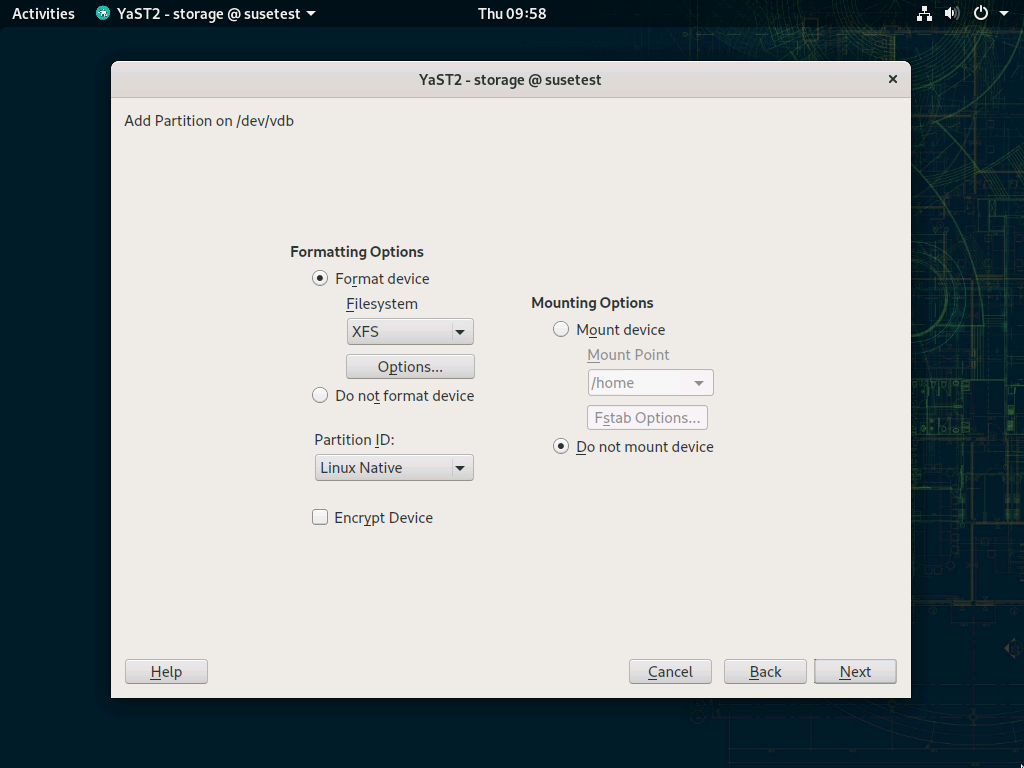 Activities YaST2 - storage @ susetest Thu 09:58
YaST2 - storage @ susetest
Add Partition on /dev/vdb
Formatting Options
Format device
Filesystem
XFS
Options...
Do not format device
Partition ID:
Linux Native
Encrypt Device
Mounting Options
Mount device
Mount Point
/home
Fstab Options...
Do not mount device
Help Cancel Back Next